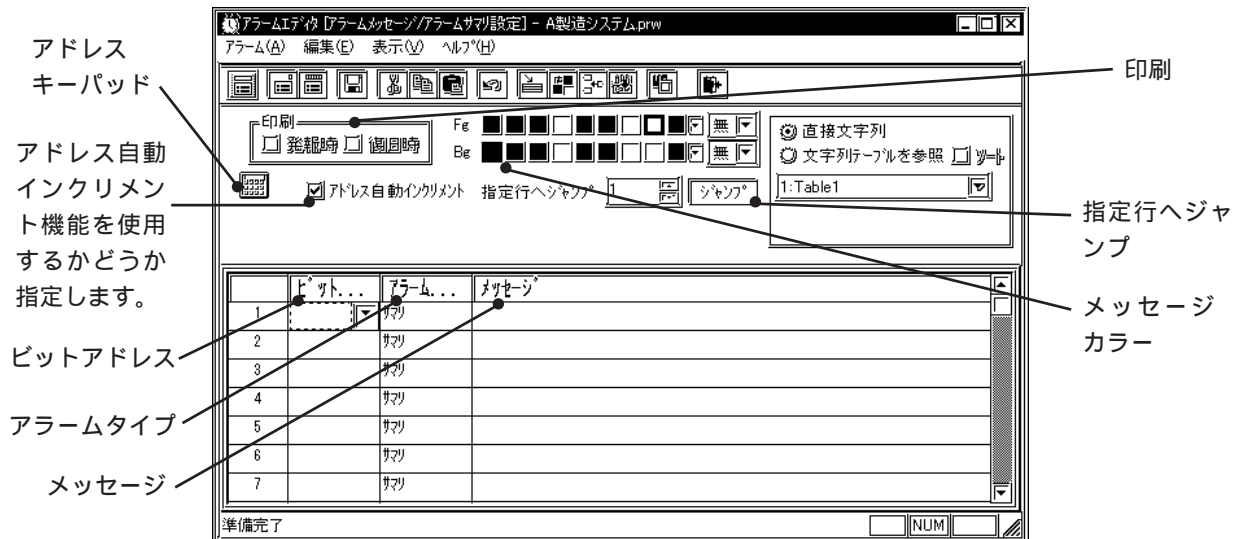 アラームエディタ [アラームメッセージ/アラームサマリ設定] - A製造システム.prw
アラーム(A) 編集(E) 表示(V) ヘルプ(H)
アドレス
キーパッド
印刷
印刷
発報時 復旧時
Fg
無
Bg
無
直接文字列
文字列テーブルを参照 ソート
1:Table1
アドレス自動
インクリメン
ト機能を使用
するかどうか
指定します。
アドレス自動インクリメント 指定行へジャンプ 1 ジャンプ
指定行へジャ
ンプ
メッセージ
カラー
ビットアドレス
アラームタイプ
メッセージ
ビット... アラーム... メッセージ
1 サマリ
2 サマリ
3 サマリ
4 サマリ
5 サマリ
6 サマリ
7 サマリ
準備完了 NUM